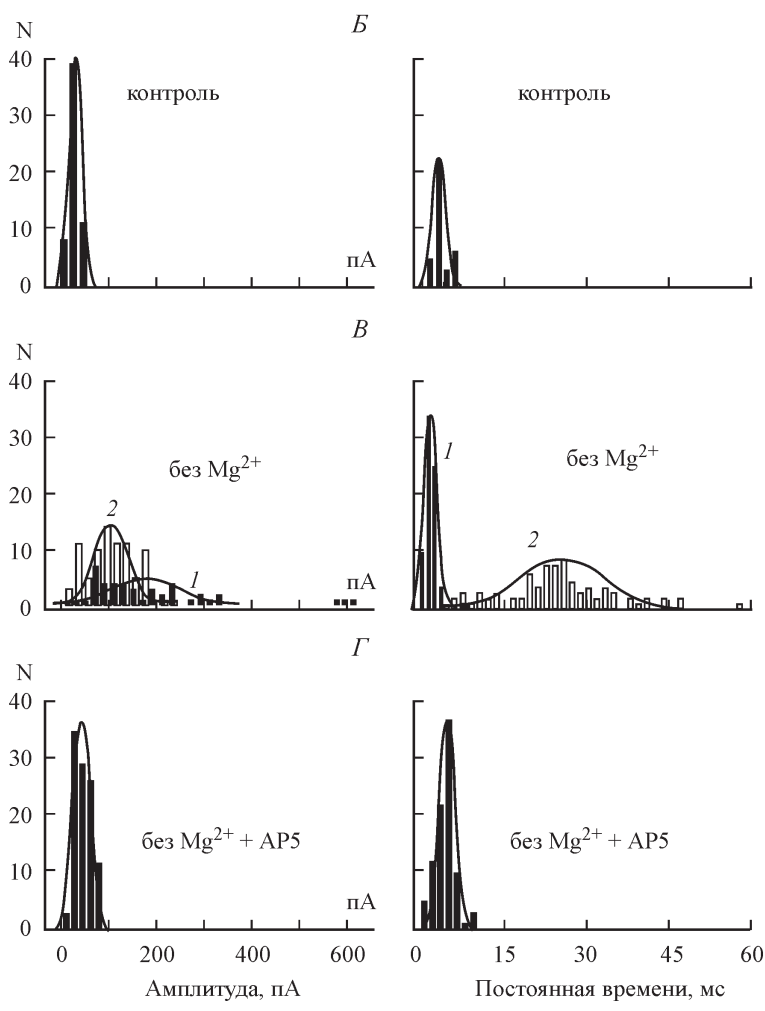 Б
N
40
30
20
10
0
контроль
пА
контроль
В
N
40
30
20
10
0
без Mg2+
2
1
пА
1
2
без Mg2+
Г
N
40
30
20
10
0
без Mg2+ + AP5
пА
без Mg2+ + AP5
0 200 400 600
Амплитуда, пА
0 15 30 45 60
Постоянная времени, мс